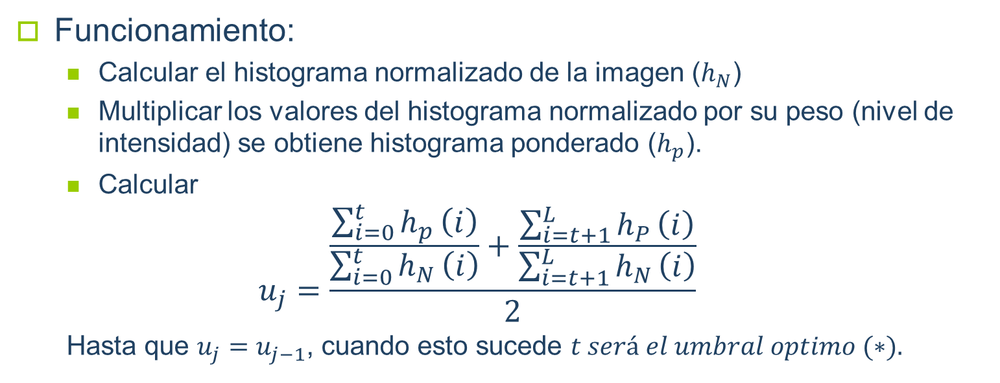 Funcionamiento:
Calcular el histograma normalizado de la imagen (h_N)
Multiplicar los valores del histograma normalizado por su peso (nivel de
intensidad) se obtiene histograma ponderado (h_p).
Calcular
u_j = \frac{\frac{\sum_{i=0}^{t} h_p (i)}{\sum_{i=0}^{t} h_N (i)} + \frac{\sum_{i=t+1}^{L} h_P (i)}{\sum_{i=t+1}^{L} h_N (i)}}{2}
Hasta que u_j = u_{j-1}, cuando esto sucede t será el umbral optimo (*).